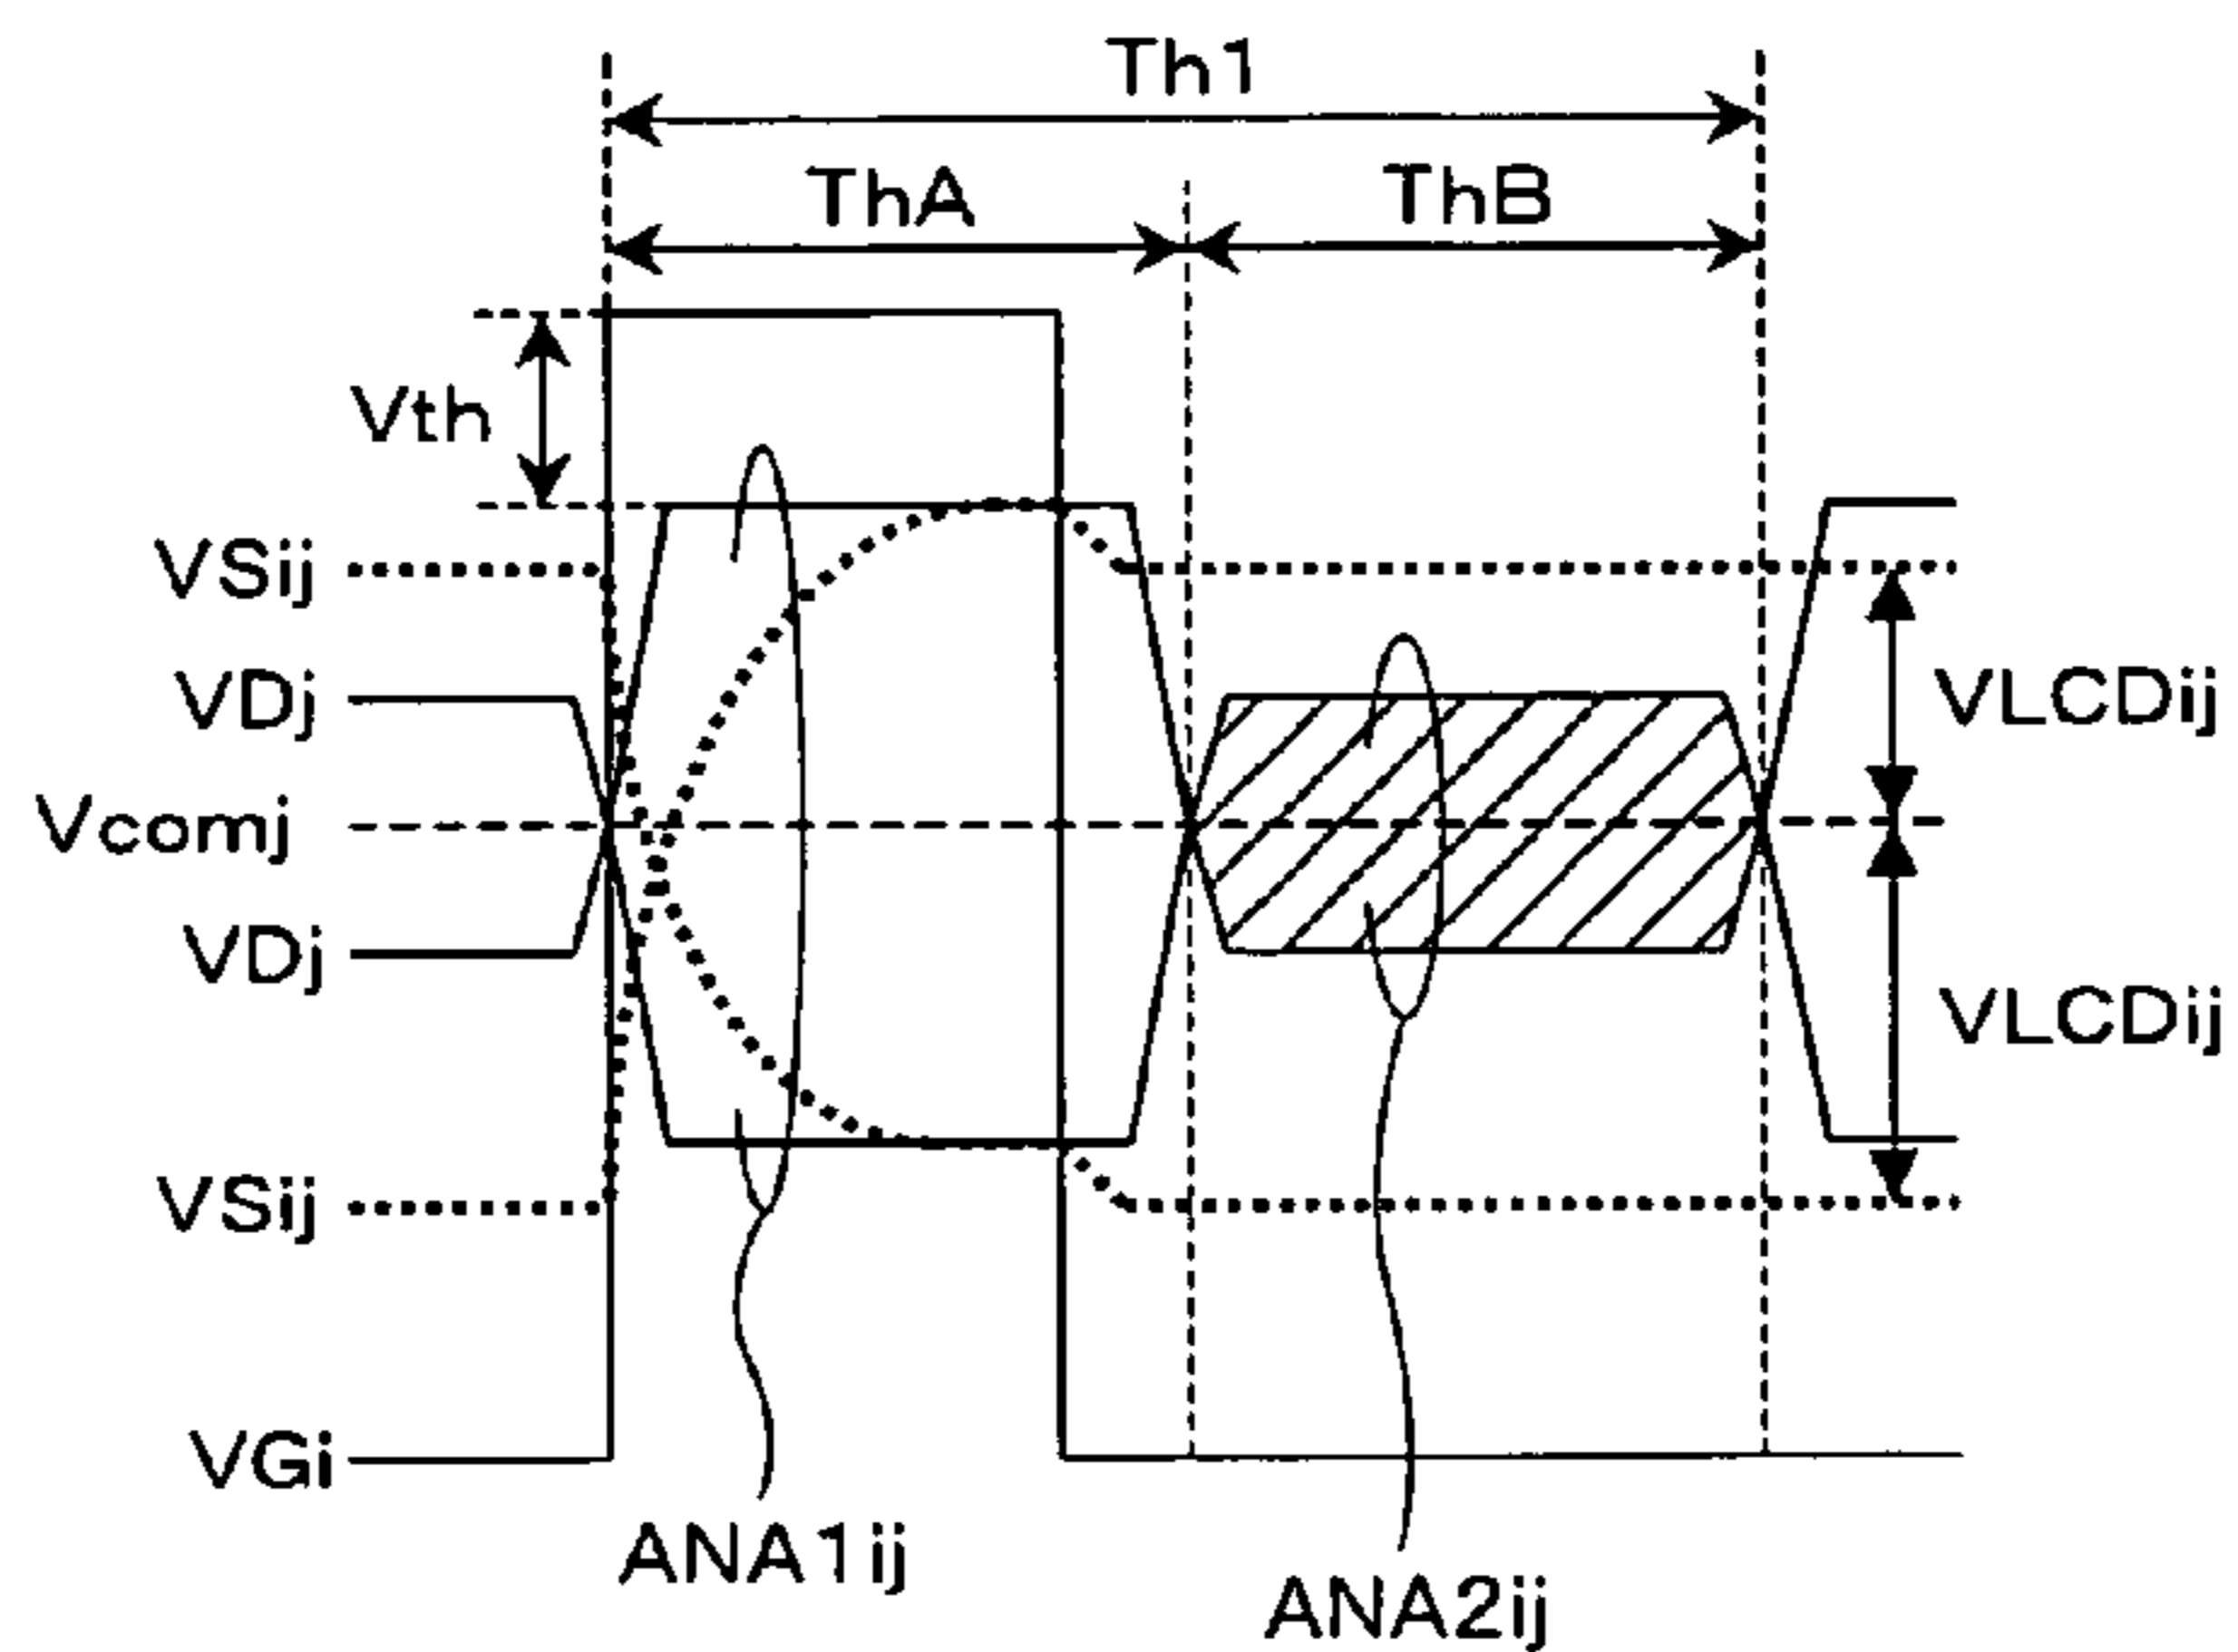 Th1
ThA
ThB
Vth
VSij
VDj
VLCDij
Vcomj
VDj
VLCDij
VSij
VGi
ANA1ij
ANA2ij